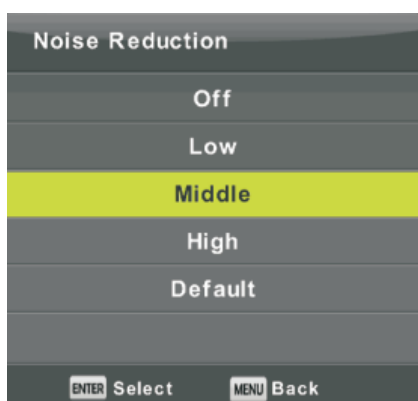 Noise Reduction
Off
Low
Middle
High
Default
ENTER Select MENU Back